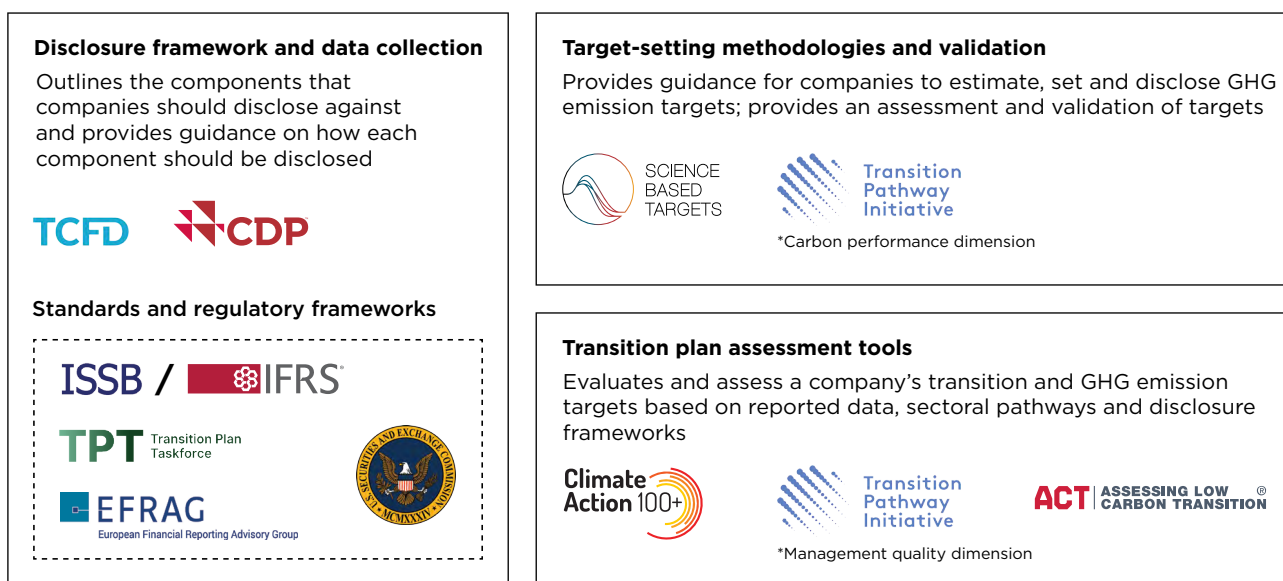 Disclosure framework and data collection
Outlines the components that
companies should disclose against
and provides guidance on how each
component should be disclosed
TCFD
CDP
Standards and regulatory frameworks
ISSB / IFRS®
TPT Transition Plan
Taskforce
EFRAG
European Financial Reporting Advisory Group
U.S. SECURITIES AND EXCHANGE COMMISSION
MCMXXXIV
Target-setting methodologies and validation
Provides guidance for companies to estimate, set and disclose GHG
emission targets; provides an assessment and validation of targets
SCIENCE
BASED
TARGETS
Transition
Pathway
Initiative
*Carbon performance dimension
Transition plan assessment tools
Evaluates and assess a company’s transition and GHG emission
targets based on reported data, sectoral pathways and disclosure
frameworks
Climate
Action 100+
Transition
Pathway
Initiative
*Management quality dimension
ACT ASSESSING LOW
CARBON TRANSITION ®